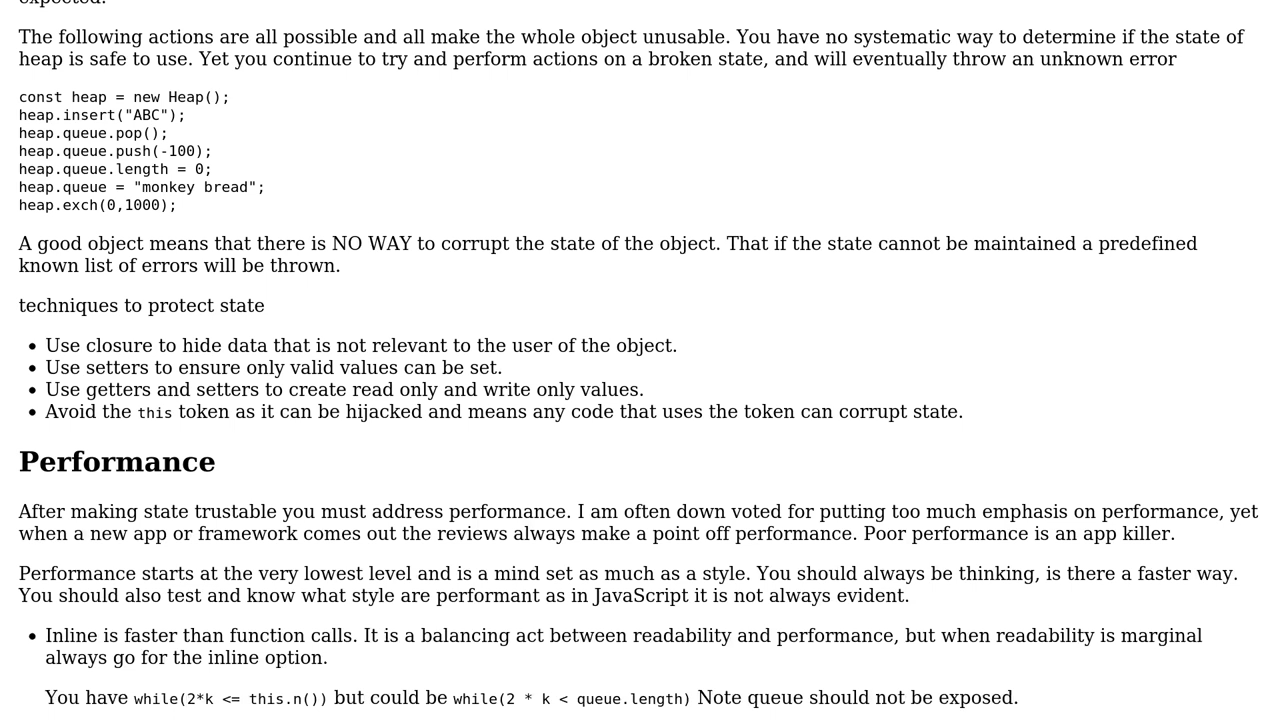 expected.
The following actions are all possible and all make the whole object unusable. You have no systematic way to determine if the state of
heap is safe to use. Yet you continue to try and perform actions on a broken state, and will eventually throw an unknown error
const heap = new Heap();
heap.insert("ABC");
heap.queue.pop();
heap.queue.push(-100);
heap.queue.length = 0;
heap.queue = "monkey bread";
heap.exch(0,1000);
A good object means that there is NO WAY to corrupt the state of the object. That if the state cannot be maintained a predefined
known list of errors will be thrown.
techniques to protect state
• Use closure to hide data that is not relevant to the user of the object.
• Use setters to ensure only valid values can be set.
• Use getters and setters to create read only and write only values.
• Avoid the this token as it can be hijacked and means any code that uses the token can corrupt state.
Performance
After making state trustable you must address performance. I am often down voted for putting too much emphasis on performance, yet
when a new app or framework comes out the reviews always make a point off performance. Poor performance is an app killer.
Performance starts at the very lowest level and is a mind set as much as a style. You should always be thinking, is there a faster way.
You should also test and know what style are performant as in JavaScript it is not always evident.
• Inline is faster than function calls. It is a balancing act between readability and performance, but when readability is marginal
always go for the inline option.
You have while(2*k <= this.n()) but could be while(2 * k < queue.length) Note queue should not be exposed.